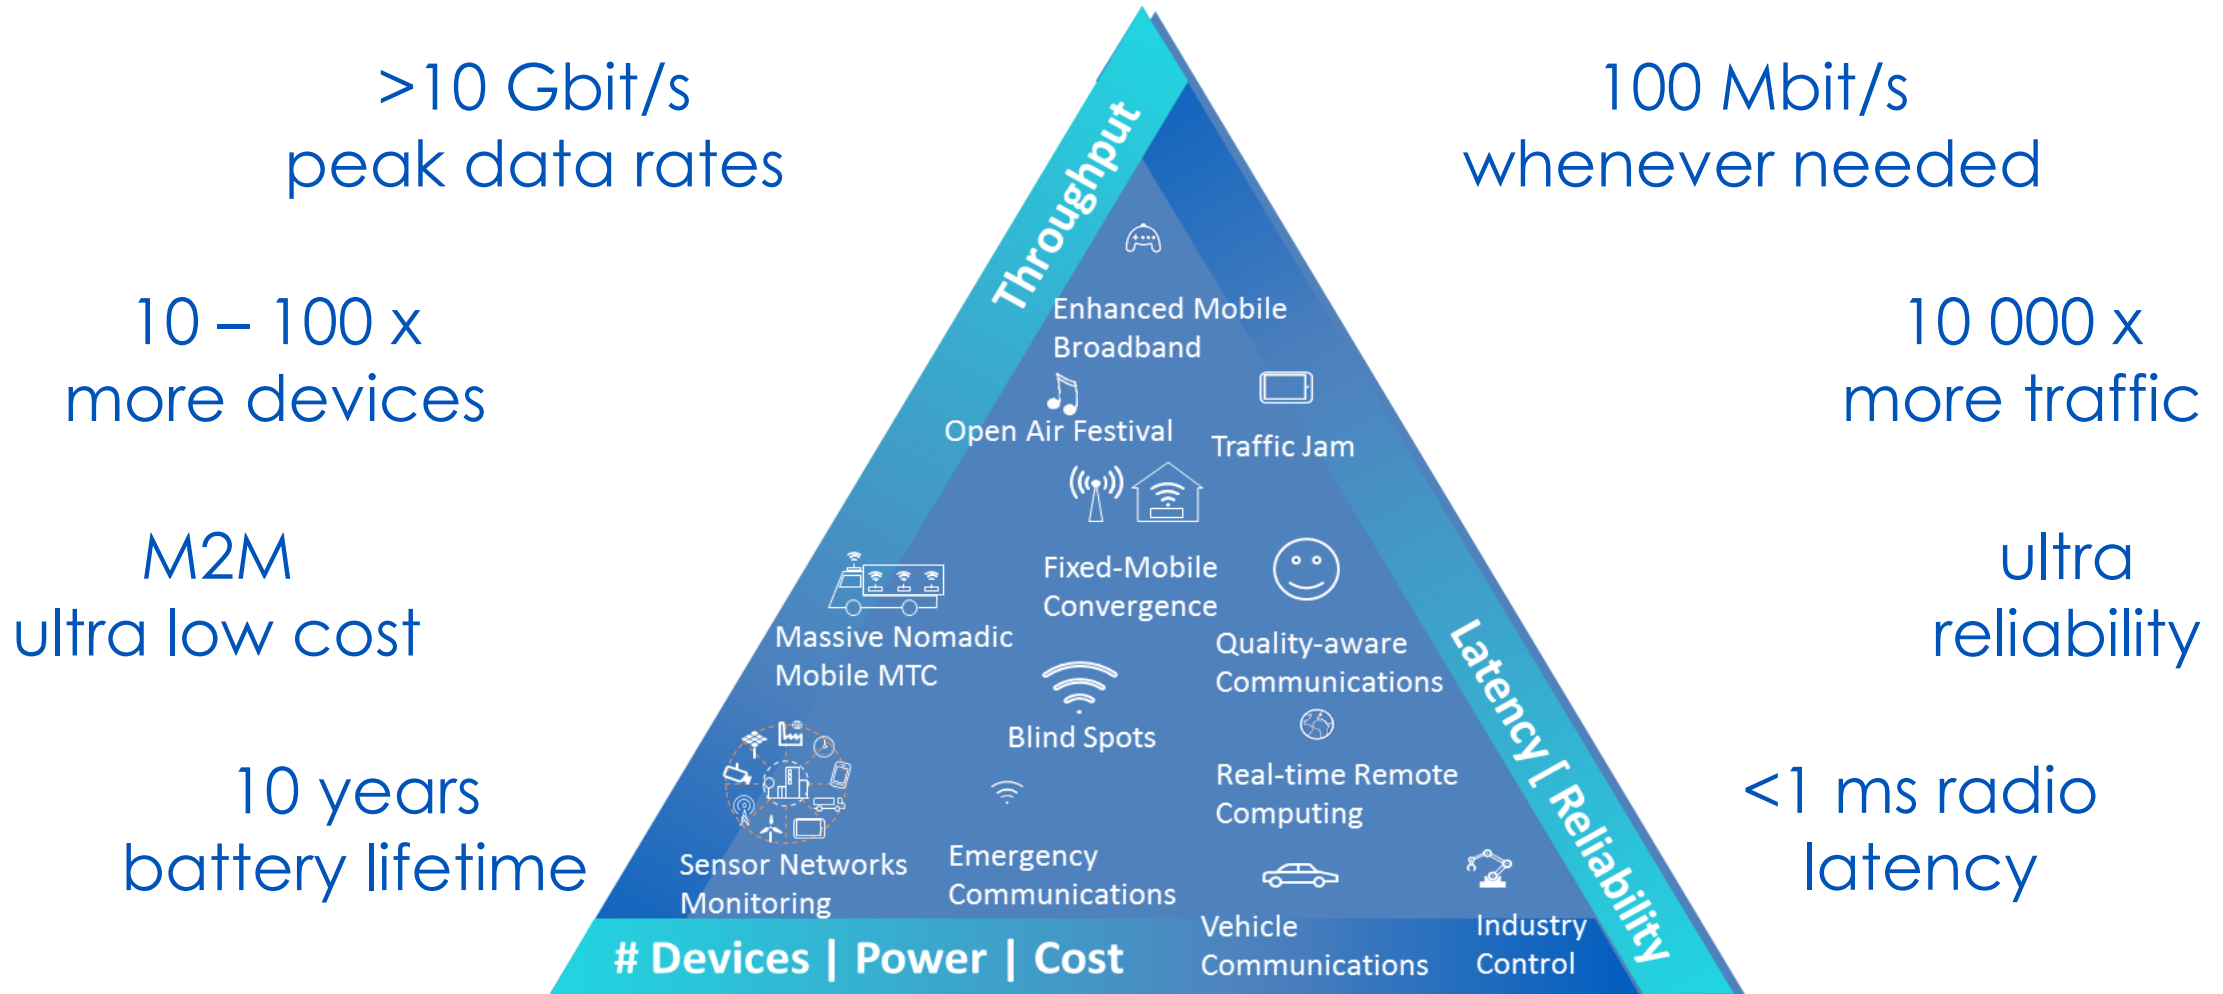 >10 Gbit/s
peak data rates
100 Mbit/s
whenever needed
10 – 100 x
more devices
10 000 x
more traffic
M2M
ultra low cost
ultra
reliability
10 years
battery lifetime
<1 ms radio
latency
Throughput
Enhanced Mobile
Broadband
Open Air Festival
Traffic Jam
Fixed-Mobile
Convergence
Massive Nomadic
Mobile MTC
Quality-aware
Communications
Blind Spots
Real-time Remote
Computing
Sensor Networks
Monitoring
Emergency
Communications
Vehicle
Communications
Industry
Control
Latency [ Reliability
# Devices | Power | Cost